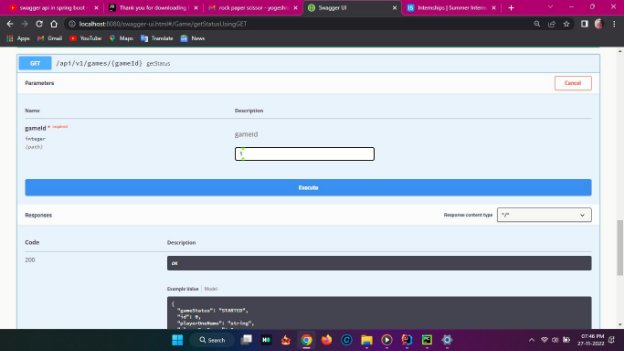 swagger api in spring boot
Thank you for downloading
rock paper scissor - yogesh
Swagger UI
Internships | Summer Intern
localhost:8080/swagger-ui.html#/Game/getStatusUsingGET
Apps
Gmail
YouTube
Maps
Translate
News
GET /api/v1/games/{gameId} getStatus
Parameters
Cancel
Name Description
gameId * required
integer
(path)
gameId
1
Execute
Responses
Response content type
*/*
Code Description
200
OK
Example Value | Model
{
"gameStatus": "STARTED",
"id": 0,
"playerOneName": "string",
Search
07:46 PM
27-11-2022